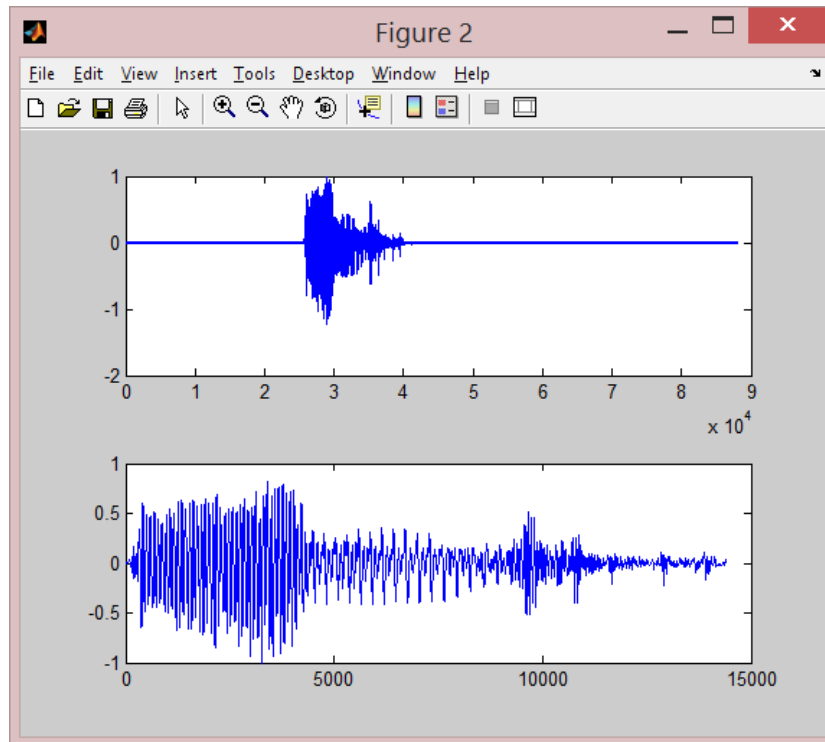 Figure 2
File Edit View Insert Tools Desktop Window Help
1
0
-1
-2
0 1 2 3 4 5 6 7 8 9
x 10^4
1
0.5
0
-0.5
-1
0 5000 10000 15000